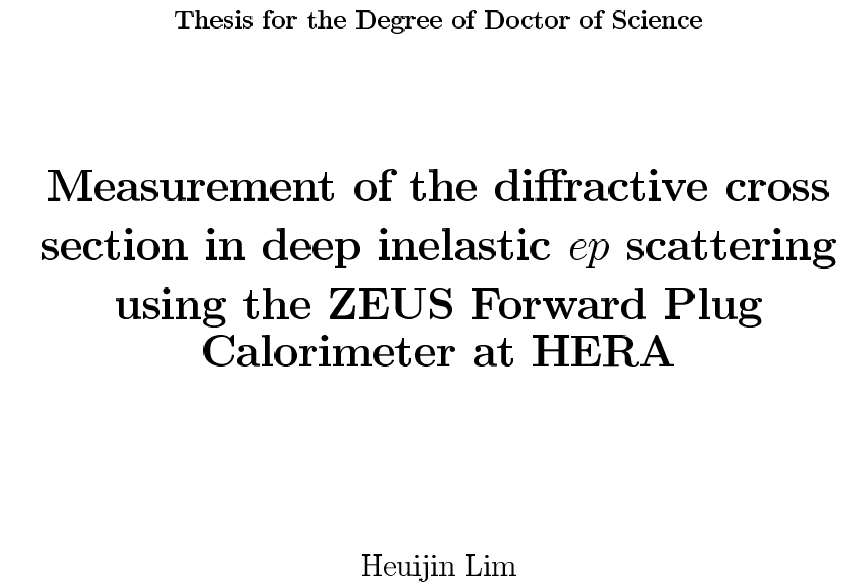 Thesis for the Degree of Doctor of Science
Measurement of the diffractive cross
section in deep inelastic ep scattering
using the ZEUS Forward Plug
Calorimeter at HERA
Heuijin Lim